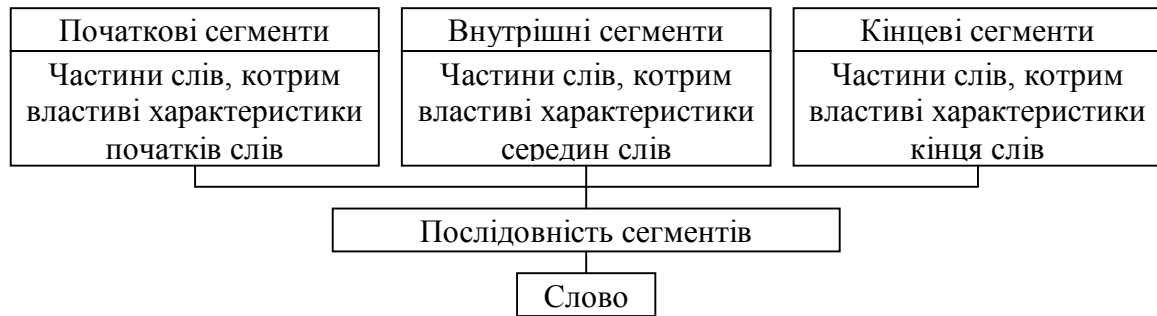 Початкові сегменти
Частини слів, котрим
властиві характеристики
початків слів
Внутрішні сегменти
Частини слів, котрим
властиві характеристики
середин слів
Кінцеві сегменти
Частини слів, котрим
властиві характеристики
кінця слів
Послідовність сегментів
Слово